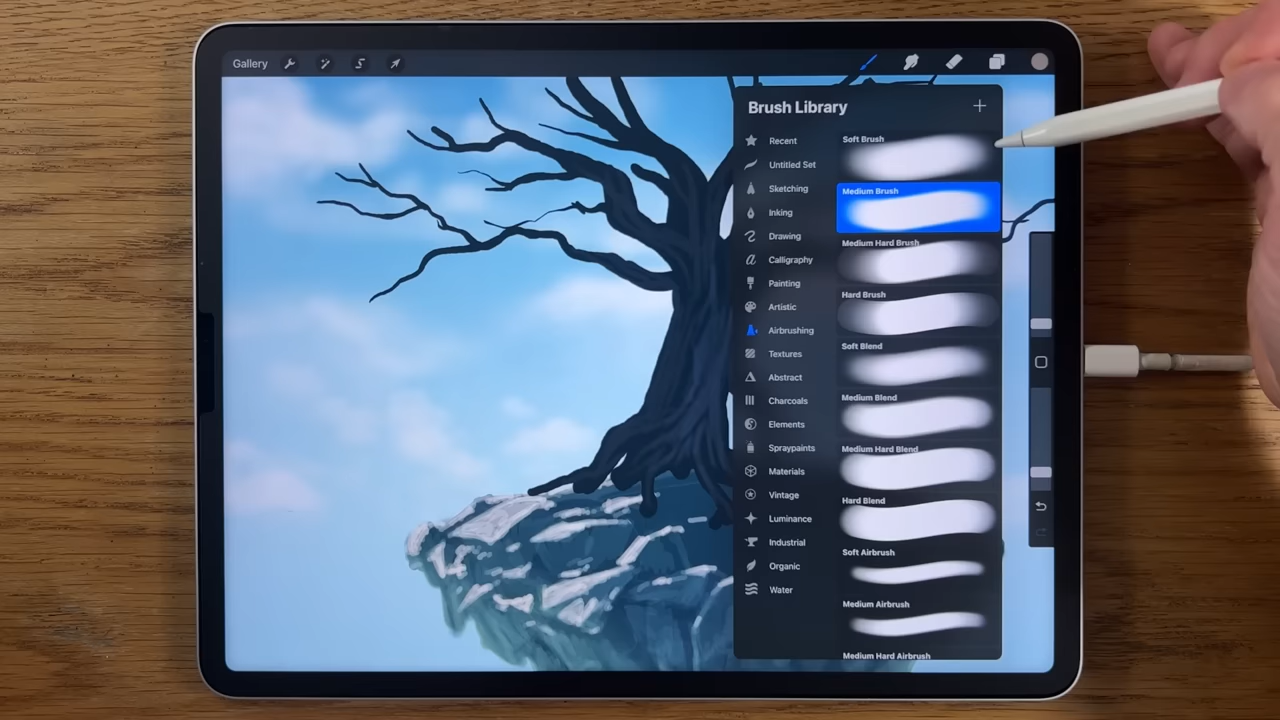 Gallery
Brush Library
Recent
Untitled Set
Sketching
Inking
Drawing
Calligraphy
Painting
Artistic
Airbrushing
Textures
Abstract
Charcoals
Elements
Spraypaints
Materials
Vintage
Luminance
Industrial
Organic
Water
Soft Brush
Medium Brush
Medium Hard Brush
Hard Brush
Soft Blend
Medium Blend
Medium Hard Blend
Hard Blend
Soft Airbrush
Medium Airbrush
Medium Hard Airbrush